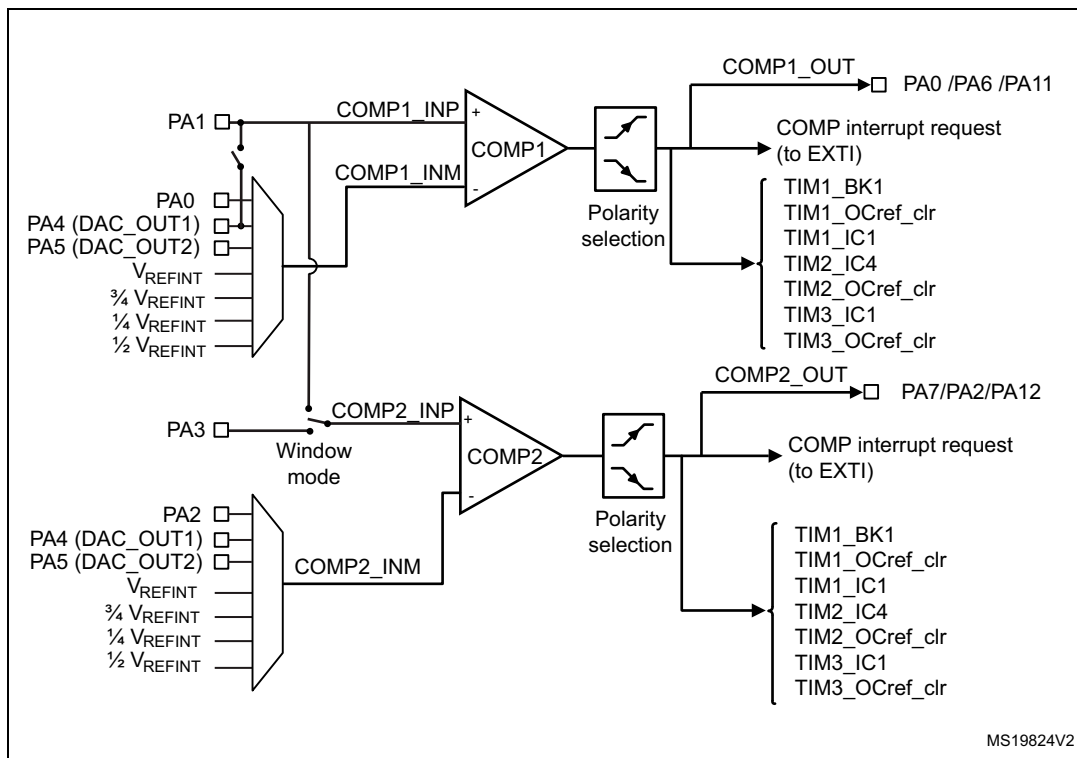 COMP1_OUT
PA0 /PA6 /PA11
COMP1_INP
PA1
+
COMP1
-
COMP interrupt request
(to EXTI)
COMP1_INM
TIM1_BK1
TIM1_OCref_clr
TIM1_IC1
TIM2_IC4
TIM2_OCref_clr
TIM3_IC1
TIM3_OCref_clr
Polarity
selection
PA0
PA4 (DAC_OUT1)
PA5 (DAC_OUT2)
VREFINT
¾ VREFINT
¼ VREFINT
½ VREFINT
COMP2_OUT
PA7/PA2/PA12
COMP2_INP
PA3
+
COMP2
-
Window
mode
COMP interrupt request
(to EXTI)
Polarity
selection
PA2
PA4 (DAC_OUT1)
PA5 (DAC_OUT2)
VREFINT
¾ VREFINT
¼ VREFINT
½ VREFINT
COMP2_INM
TIM1_BK1
TIM1_OCref_clr
TIM1_IC1
TIM2_IC4
TIM2_OCref_clr
TIM3_IC1
TIM3_OCref_clr
MS19824V2